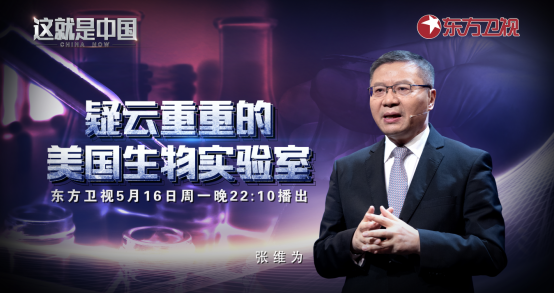 这就是中国
CHINA NOW
东方卫视
疑云重重的
美国生物实验室
东方卫视5月16日周一晚22:10播出
张维为